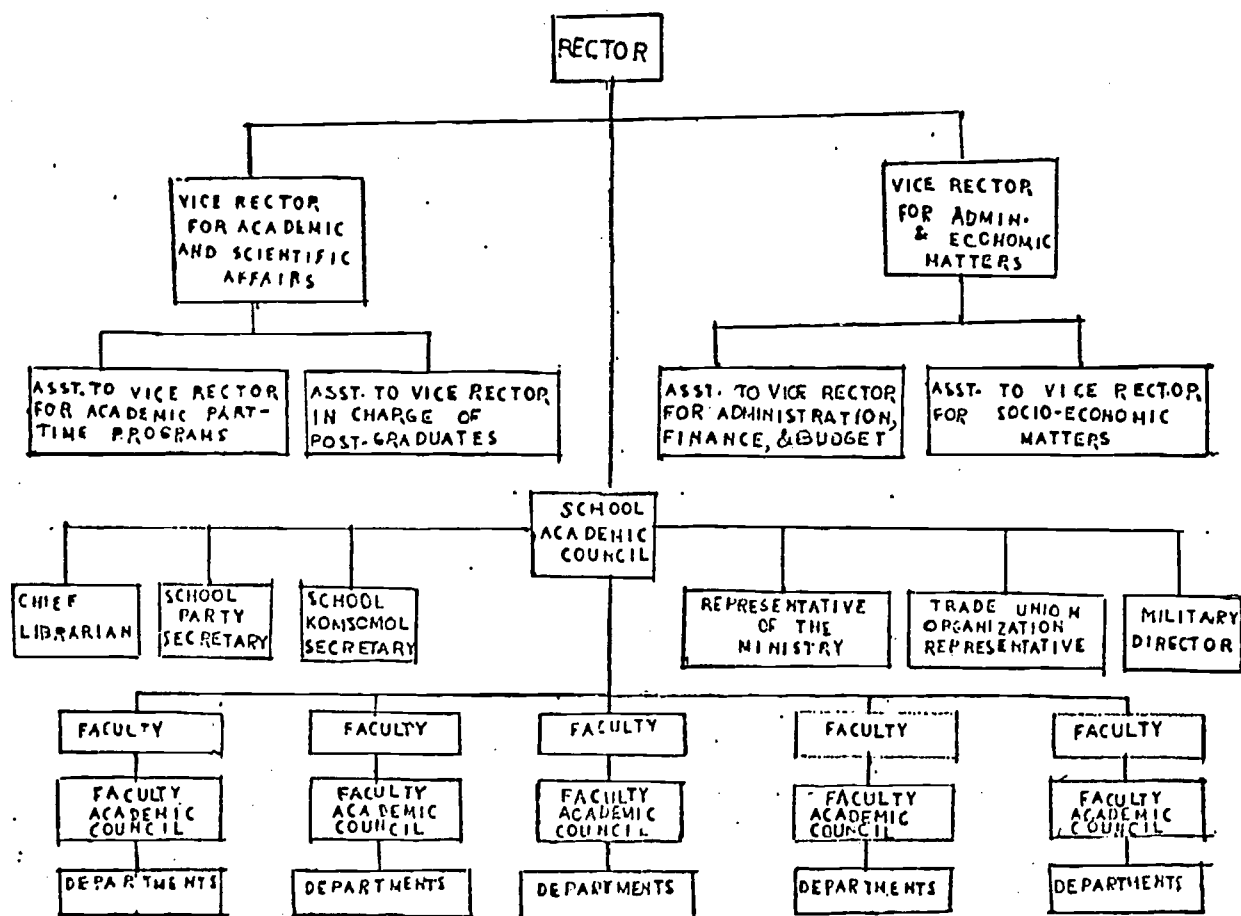 RECTOR
VICE RECTOR
FOR ACADEMIC
AND SCIENTIFIC
AFFAIRS
VICE RECTOR
FOR ADMIN.
& ECONOMIC
MATTERS
ASST. TO VICE RECTOR
FOR ACADEMIC PART-
TIME PROGRAMS
ASST. TO VICE RECTOR
IN CHARGE OF
POST-GRADUATES
ASST. TO VICE RECTOR
FOR ADMINISTRATION,
FINANCE, & BUDGET
ASST. TO VICE RECTOR
FOR SOCIO-ECONOMIC
MATTERS
SCHOOL
ACADEMIC
COUNCIL
CHIEF
LIBRARIAN
SCHOOL
PARTY
SECRETARY
SCHOOL
KOMSOMOL
SECRETARY
REPRESENTATIVE
OF THE
MINISTRY
TRADE UNION
ORGANIZATION
REPRESENTATIVE
MILITARY
DIRECTOR
FACULTY
FACULTY
FACULTY
FACULTY
FACULTY
FACULTY
ACADEMIC
COUNCIL
FACULTY
ACADEMIC
COUNCIL
FACULTY
ACADEMIC
COUNCIL
FACULTY
ACADEMIC
COUNCIL
FACULTY
ACADEMIC
COUNCIL
DEPARTMENTS
DEPARTMENTS
DEPARTMENTS
DEPARTMENTS
DEPARTMENTS